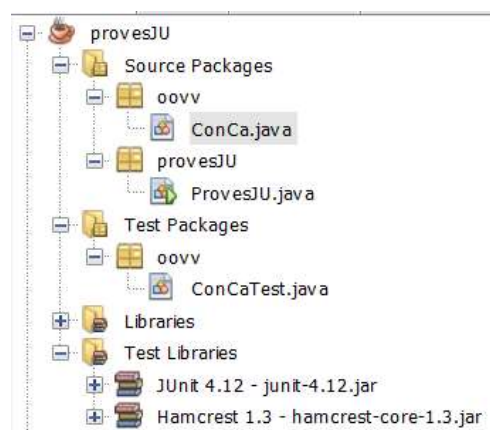 provesJU
Source Packages
oovv
ConCa.java
provesJU
ProvesJU.java
Test Packages
oovv
ConCaTest.java
Libraries
Test Libraries
JUnit 4.12 - junit-4.12.jar
Hamcrest 1.3 - hamcrest-core-1.3.jar